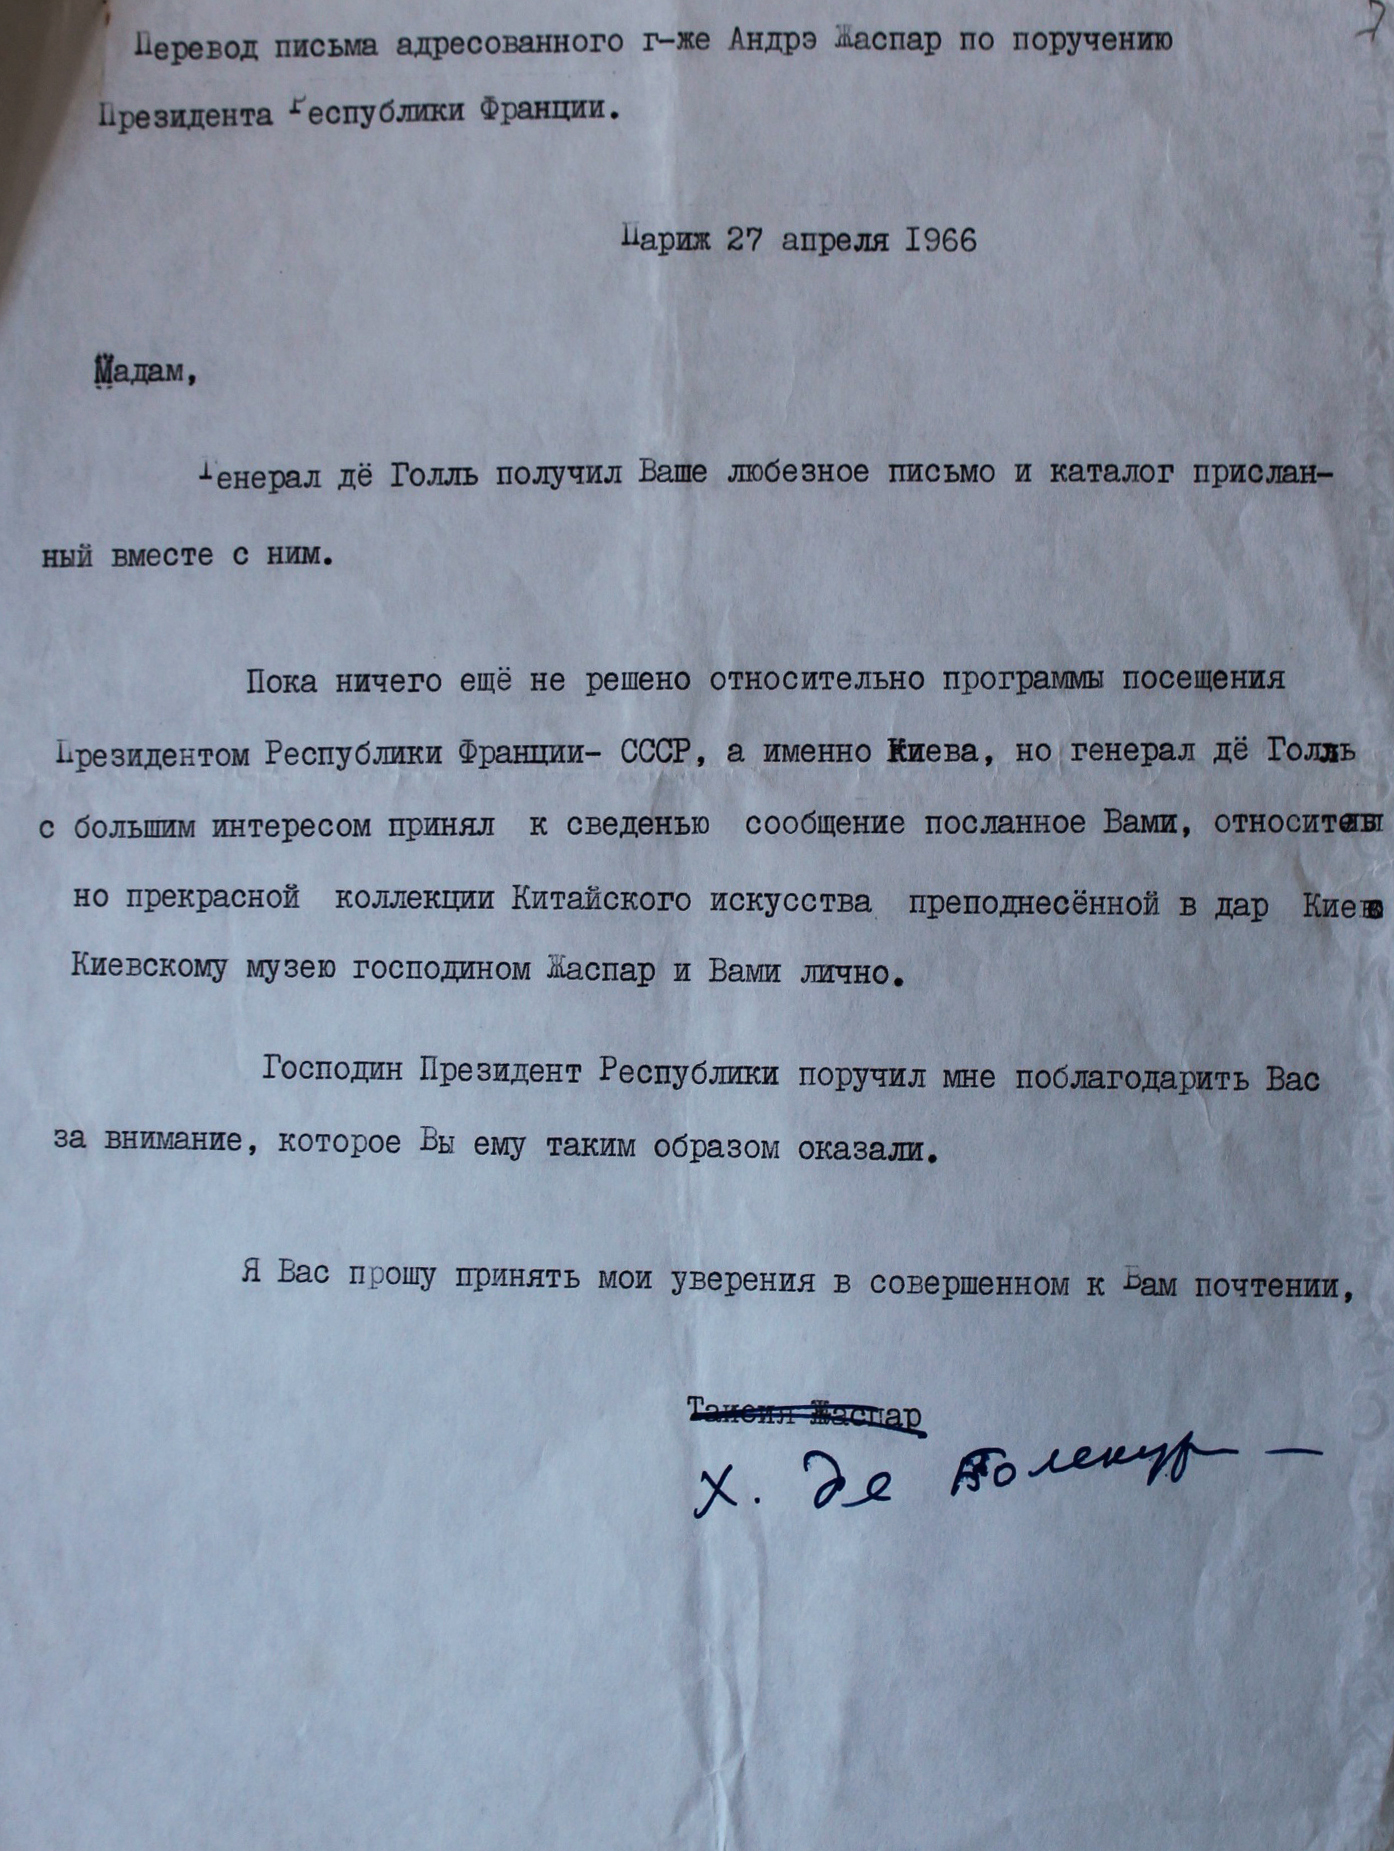 Перевод письма адресованного г-же Андрэ Жаспар по поручению
Президента Республики Франции.
Париж 27 апреля I966
Мадам,
Генерал дё Голль получил Ваше любезное письмо и каталог прислан-
ный вместе с ним.
Пока ничего ещё не решено относительно программы посещения
Президентом Республики Франции- СССР, а именно Киева, но генерал дё Голль
с большим интересом принял к сведенью сообщение посланное Вами, относитель
но прекрасной коллекции Китайского искусства преподнесённой в дар Киев
Киевскому музею господином Жаспар и Вами лично.
Господин Президент Республики поручил мне поблагодарить Вас
за внимание, которое Вы ему таким образом оказали.
Я Вас прошу принять мои уверения в совершенном к Вам почтении,
Таисия Жаспар
Х. де